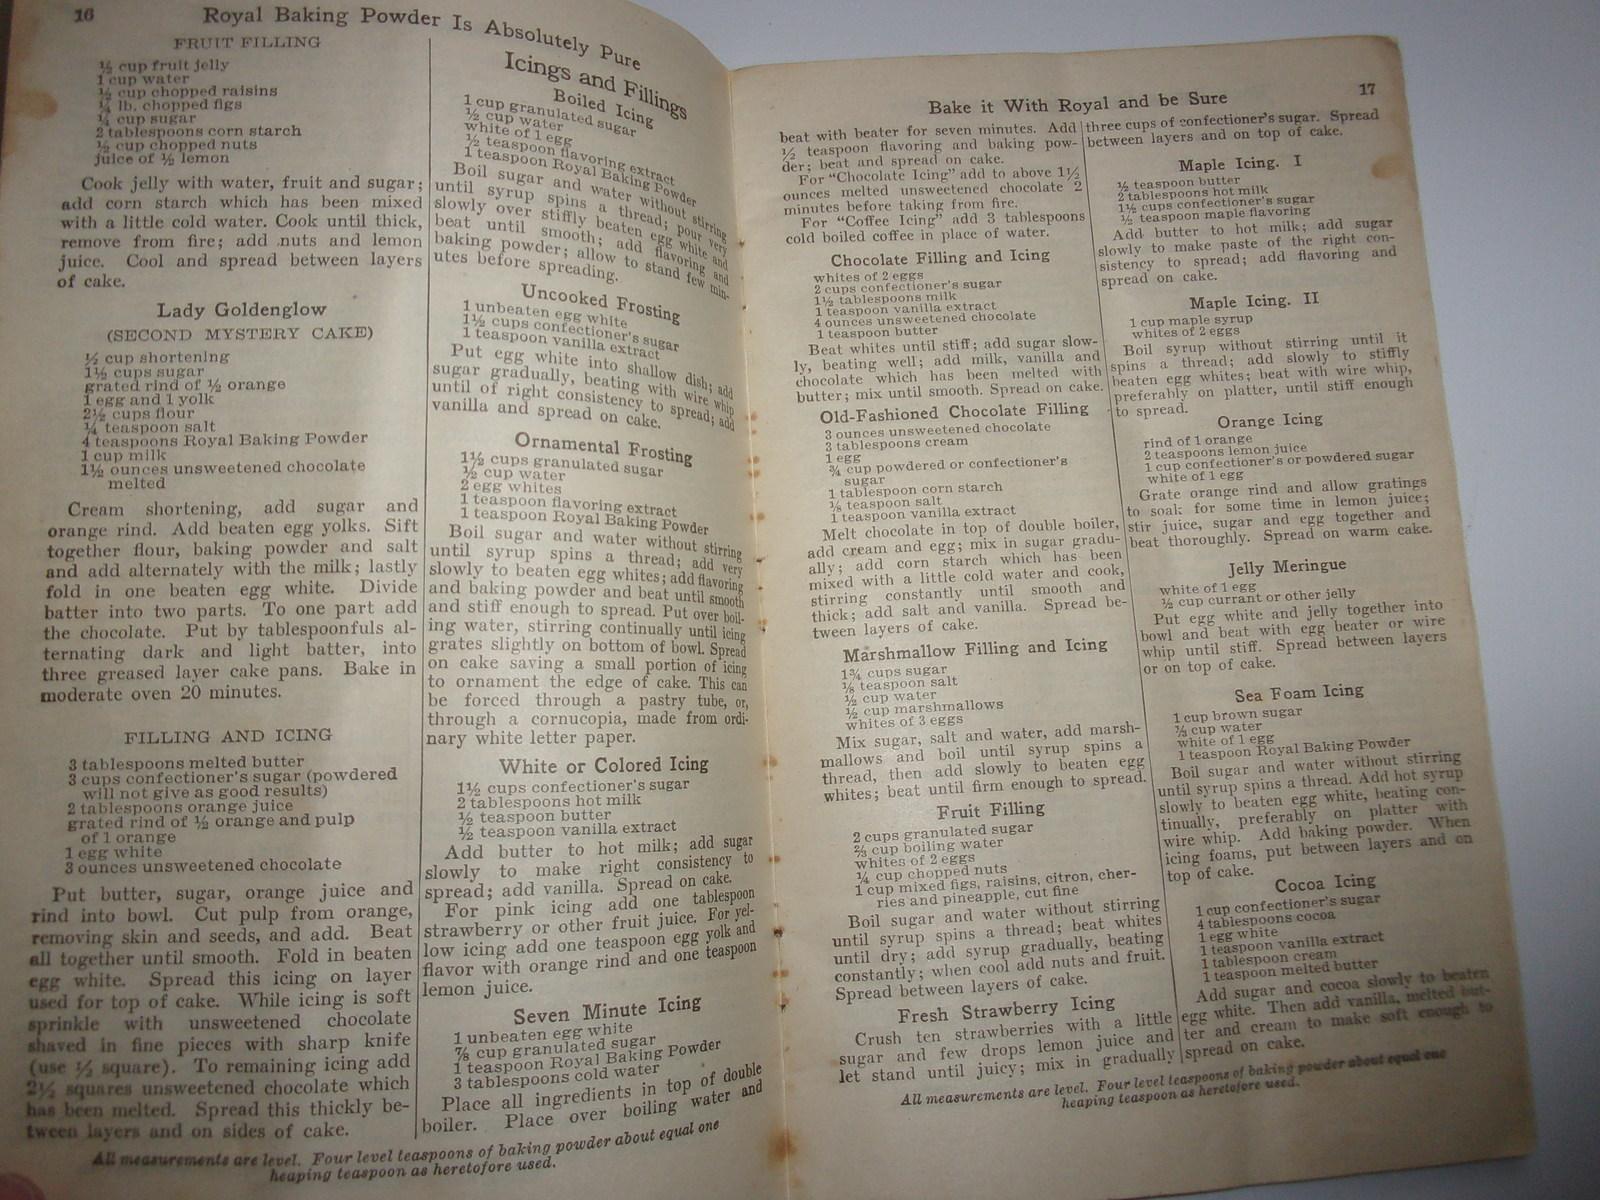 16
Royal Baking Powder Is Absolutely Pure
FRUIT FILLING
½ cup fruit jelly
1 cup water
½ cup chopped raisins
¼ lb. chopped figs
¼ cup sugar
2 tablespoons corn starch
½ cup chopped nuts
juice of ½ lemon
Cook jelly with water, fruit and sugar;
add corn starch which has been mixed
with a little cold water. Cook until thick,
remove from fire; add nuts and lemon
juice. Cool and spread between layers
of cake.
Lady Goldenglow
(SECOND MYSTERY CAKE)
½ cup shortening
1½ cups sugar
grated rind of ½ orange
1 egg and 1 yolk
2½ cups flour
¼ teaspoon salt
4 teaspoons Royal Baking Powder
1 cup milk
1½ ounces unsweetened chocolate
melted
Cream shortening, add sugar and
orange rind. Add beaten egg yolks. Sift
together flour, baking powder and salt
and add alternately with the milk; lastly
fold in one beaten egg white. Divide
batter into two parts. To one part add
the chocolate. Put by tablespoonfuls al-
ternating dark and light batter, into
three greased layer cake pans. Bake in
moderate oven 20 minutes.
FILLING AND ICING
3 tablespoons melted butter
3 cups confectioner's sugar (powdered
will not give as good results)
2 tablespoons orange juice
grated rind of ½ orange and pulp
of 1 orange
1 egg white
3 ounces unsweetened chocolate
Put butter, sugar, orange juice and
rind into bowl. Cut pulp from orange,
removing skin and seeds, and add. Beat
all together until smooth. Fold in beaten
egg white. Spread this icing on layer
used for top of cake. While icing is soft
sprinkle with unsweetened chocolate
shaved in fine pieces with sharp knife
(use ½ square). To remaining icing add
2½ squares unsweetened chocolate which
has been melted. Spread this thickly be-
tween layers and on sides of cake.
Icings and Fillings
Boiled Icing
1 cup granulated sugar
½ cup water
white of 1 egg
½ teaspoon flavoring extract
1 teaspoon Royal Baking Powder
Boil sugar and water without stirring
until syrup spins a thread; pour very
slowly over stiffly beaten egg white and
beat until smooth; add flavoring and
baking powder; allow to stand few min-
utes before spreading.
Uncooked Frosting
1 unbeaten egg white
1½ cups confectioner's sugar
1 teaspoon vanilla extract
Put egg white into shallow dish; add
sugar gradually, beating with wire whip
until of right consistency to spread; add
vanilla and spread on cake.
Ornamental Frosting
1½ cups granulated sugar
½ cup water
2 egg whites
1 teaspoon flavoring extract
1 teaspoon Royal Baking Powder
Boil sugar and water without stirring
until syrup spins a thread; add very
slowly to beaten egg whites; add flavoring
and baking powder and beat until smooth
and stiff enough to spread. Put over boil-
ing water, stirring continually until icing
grates slightly on bottom of bowl. Spread
on cake saving a small portion of icing
to ornament the edge of cake. This can
be forced through a pastry tube, or,
through a cornucopia, made from ordi-
nary white letter paper.
White or Colored Icing
1½ cups confectioner's sugar
2 tablespoons hot milk
½ teaspoon butter
½ teaspoon vanilla extract
Add butter to hot milk; add sugar
slowly to make right consistency to
spread; add vanilla. Spread on cake.
For pink icing add one tablespoon
strawberry or other fruit juice. For yel-
low icing add one teaspoon egg yolk and
flavor with orange rind and one teaspoon
lemon juice.
Seven Minute Icing
1 unbeaten egg white
⅞ cup granulated sugar
1 teaspoon Royal Baking Powder
3 tablespoons cold water
Place all ingredients in top of double
boiler. Place over boiling water and
All measurements are level. Four level teaspoons of baking powder about equal one
heaping teaspoon as heretofore used.
Bake it With Royal and be Sure
17
beat with beater for seven minutes. Add
½ teaspoon flavoring and baking pow-
der; beat and spread on cake.
For "Chocolate Icing" add to above 1½
ounces melted unsweetened chocolate 2
minutes before taking from fire.
For "Coffee Icing" add 3 tablespoons
cold boiled coffee in place of water.
Chocolate Filling and Icing
whites of 2 eggs
2 cups confectioner's sugar
1½ tablespoons milk
1 teaspoon vanilla extract
4 ounces unsweetened chocolate
1 teaspoon butter
Beat whites until stiff; add sugar slow-
ly, beating well; add milk, vanilla and
chocolate which has been melted with
butter; mix until smooth. Spread on cake.
Old-Fashioned Chocolate Filling
3 ounces unsweetened chocolate
3 tablespoons cream
1 egg
¾ cup powdered or confectioner's
sugar
1 tablespoon corn starch
⅛ teaspoon salt
1 teaspoon vanilla extract
Melt chocolate in top of double boiler,
add cream and egg; mix in sugar gradu-
ally; add corn starch which has been
mixed with a little cold water and cook,
stirring constantly until smooth and
thick; add salt and vanilla. Spread be-
tween layers of cake.
Marshmallow Filling and Icing
1¾ cups sugar
⅛ teaspoon salt
½ cup water
½ cup marshmallows
whites of 3 eggs
Mix sugar, salt and water, add marsh-
mallows and boil until syrup spins a
thread, then add slowly to beaten egg
whites; beat until firm enough to spread.
Fruit Filling
2 cups granulated sugar
⅔ cup boiling water
whites of 2 eggs
¼ cup chopped nuts
1 cup mixed figs, raisins, citron, cher-
ries and pineapple, cut fine
Boil sugar and water without stirring
until syrup spins a thread; beat whites
until dry; add syrup gradually, beating
constantly; when cool add nuts and fruit.
Spread between layers of cake.
Fresh Strawberry Icing
Crush ten strawberries with a little
sugar and few drops lemon juice and
let stand until juicy; mix in gradually
three cups of confectioner's sugar. Spread
between layers and on top of cake.
Maple Icing. I
½ teaspoon butter
2 tablespoons hot milk
1½ cups confectioner's sugar
½ teaspoon maple flavoring
Add butter to hot milk; add sugar
slowly to make paste of the right con-
sistency to spread; add flavoring and
spread on cake.
Maple Icing. II
1 cup maple syrup
whites of 2 eggs
Boil syrup without stirring until it
spins a thread; add slowly to stiffly
beaten egg whites; beat with wire whip,
preferably on platter, until stiff enough
to spread.
Orange Icing
rind of 1 orange
2 teaspoons lemon juice
1 cup confectioner's or powdered sugar
white of 1 egg
Grate orange rind and allow gratings
to soak for some time in lemon juice;
stir juice, sugar and egg together and
beat thoroughly. Spread on warm cake.
Jelly Meringue
white of 1 egg
½ cup currant or other jelly
Put egg white and jelly together into
bowl and beat with egg beater or wire
whip until stiff. Spread between layers
or on top of cake.
Sea Foam Icing
1 cup brown sugar
⅓ cup water
white of 1 egg
1 teaspoon Royal Baking Powder
Boil sugar and water without stirring
until syrup spins a thread. Add hot syrup
slowly to beaten egg white, beating con-
tinually, preferably on platter with
wire whip. Add baking powder. When
icing foams, put between layers and on
top of cake.
Cocoa Icing
1 cup confectioner's sugar
4 tablespoons cocoa
1 egg white
1 teaspoon vanilla extract
1 tablespoon cream
1 teaspoon melted butter
Add sugar and cocoa slowly to beaten
egg white. Then add vanilla, melted but-
ter and cream to make soft enough to
spread on cake.
All measurements are level. Four level teaspoons of baking powder about equal one
heaping teaspoon as heretofore used.